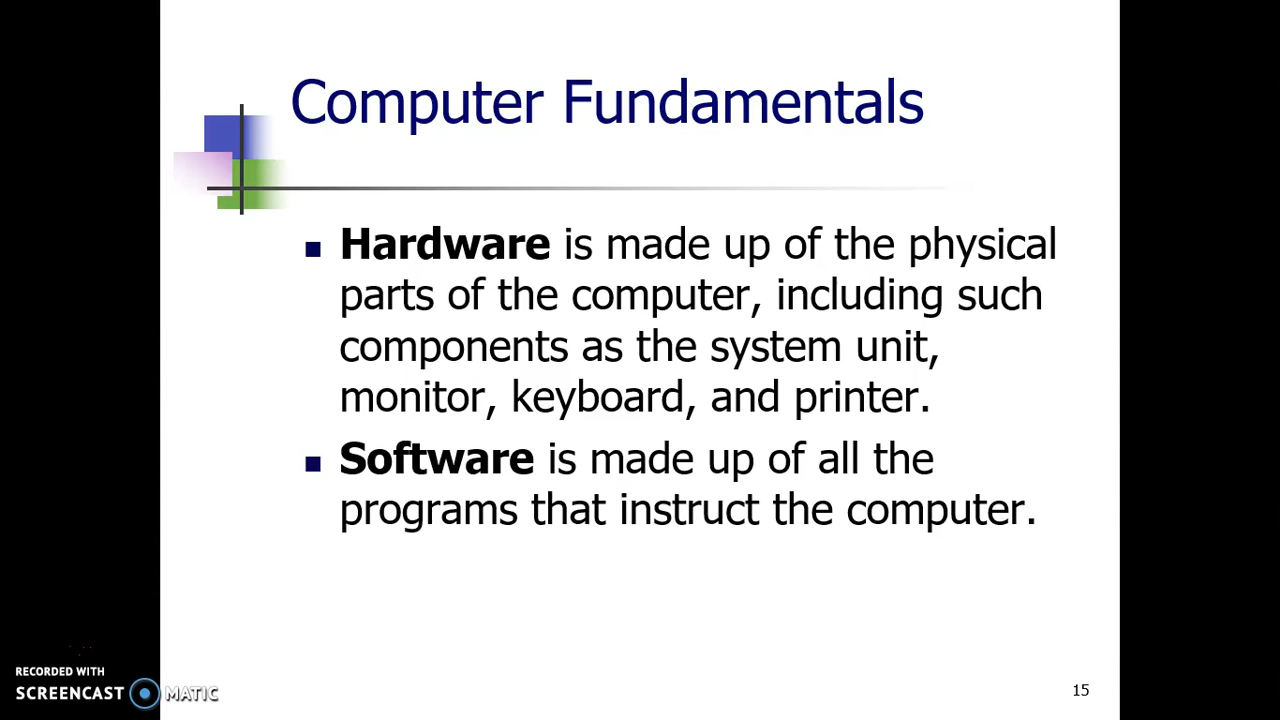 Computer Fundamentals
Hardware is made up of the physical
parts of the computer, including such
components as the system unit,
monitor, keyboard, and printer.
Software is made up of all the
programs that instruct the computer.
RECORDED WITH
SCREENCAST MATIC
15